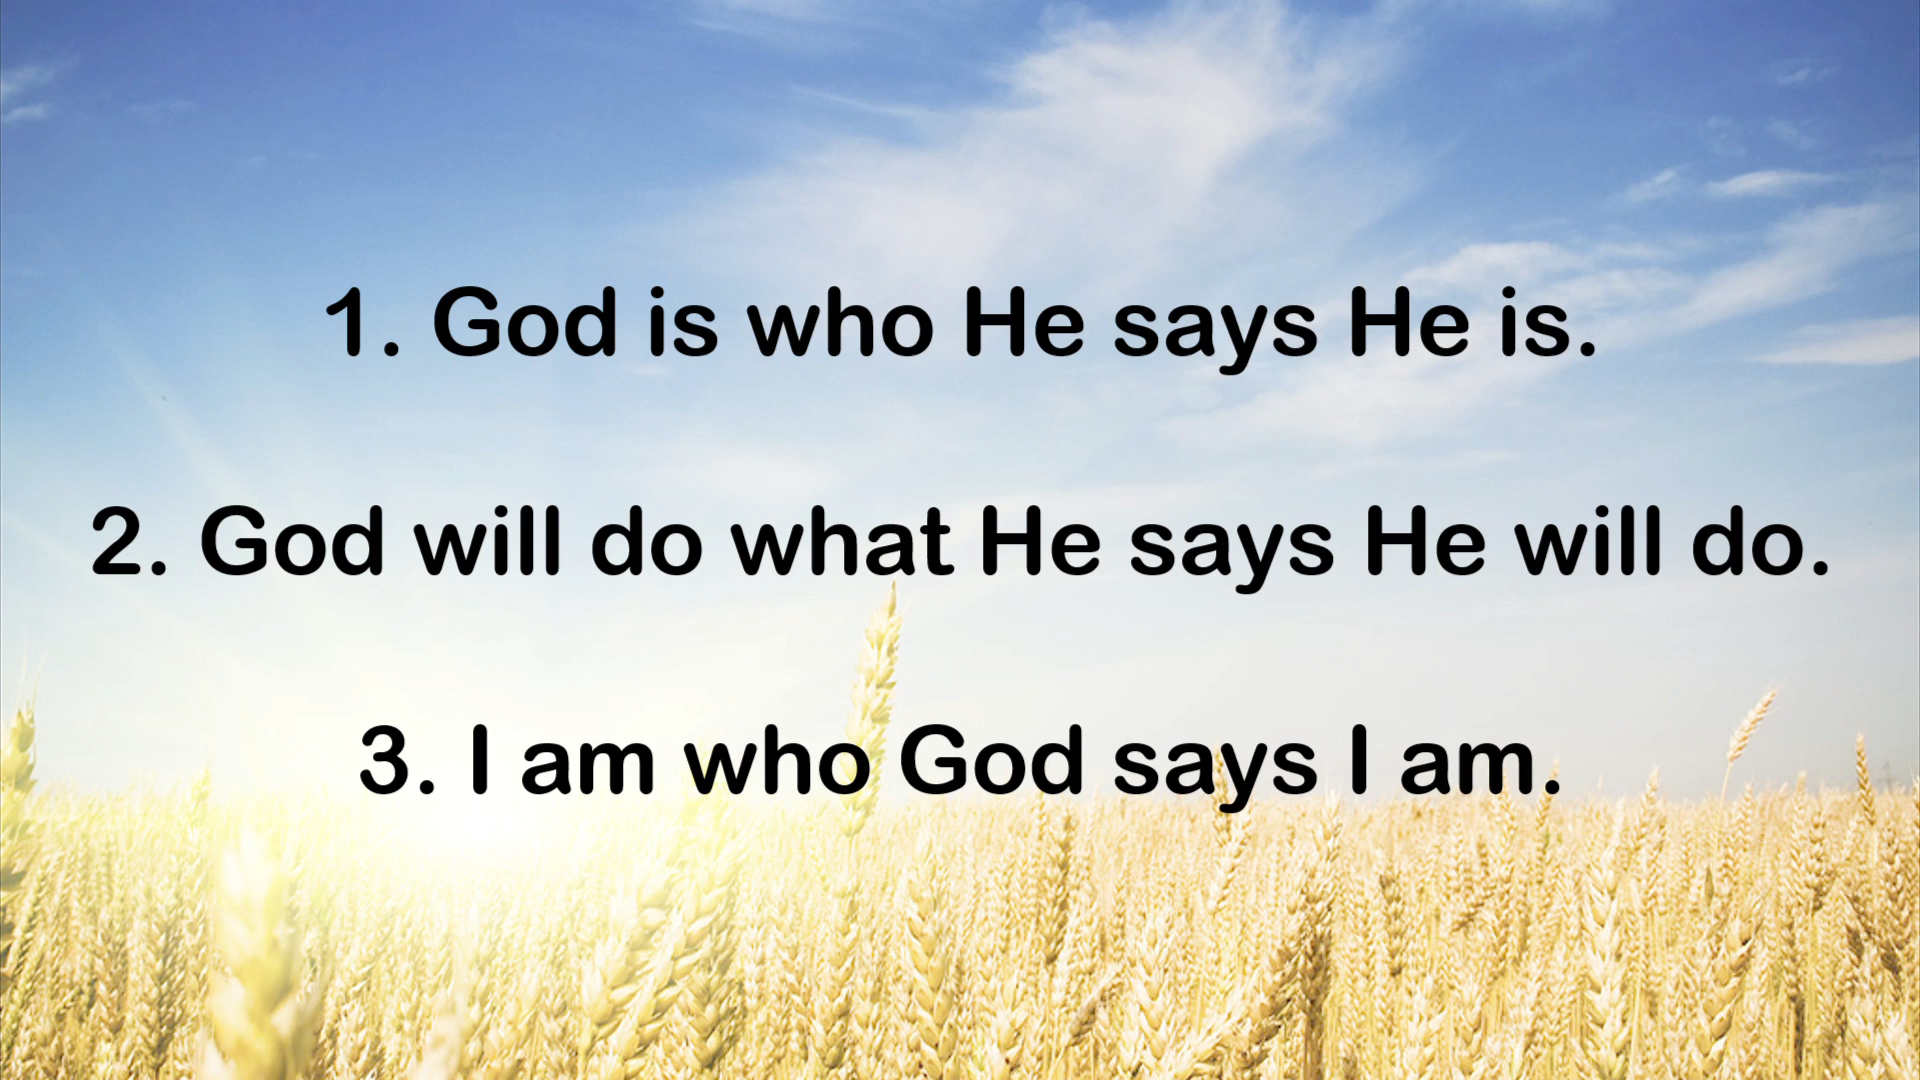 1. God is who He says He is.
2. God will do what He says He will do.
3. I am who God says I am.